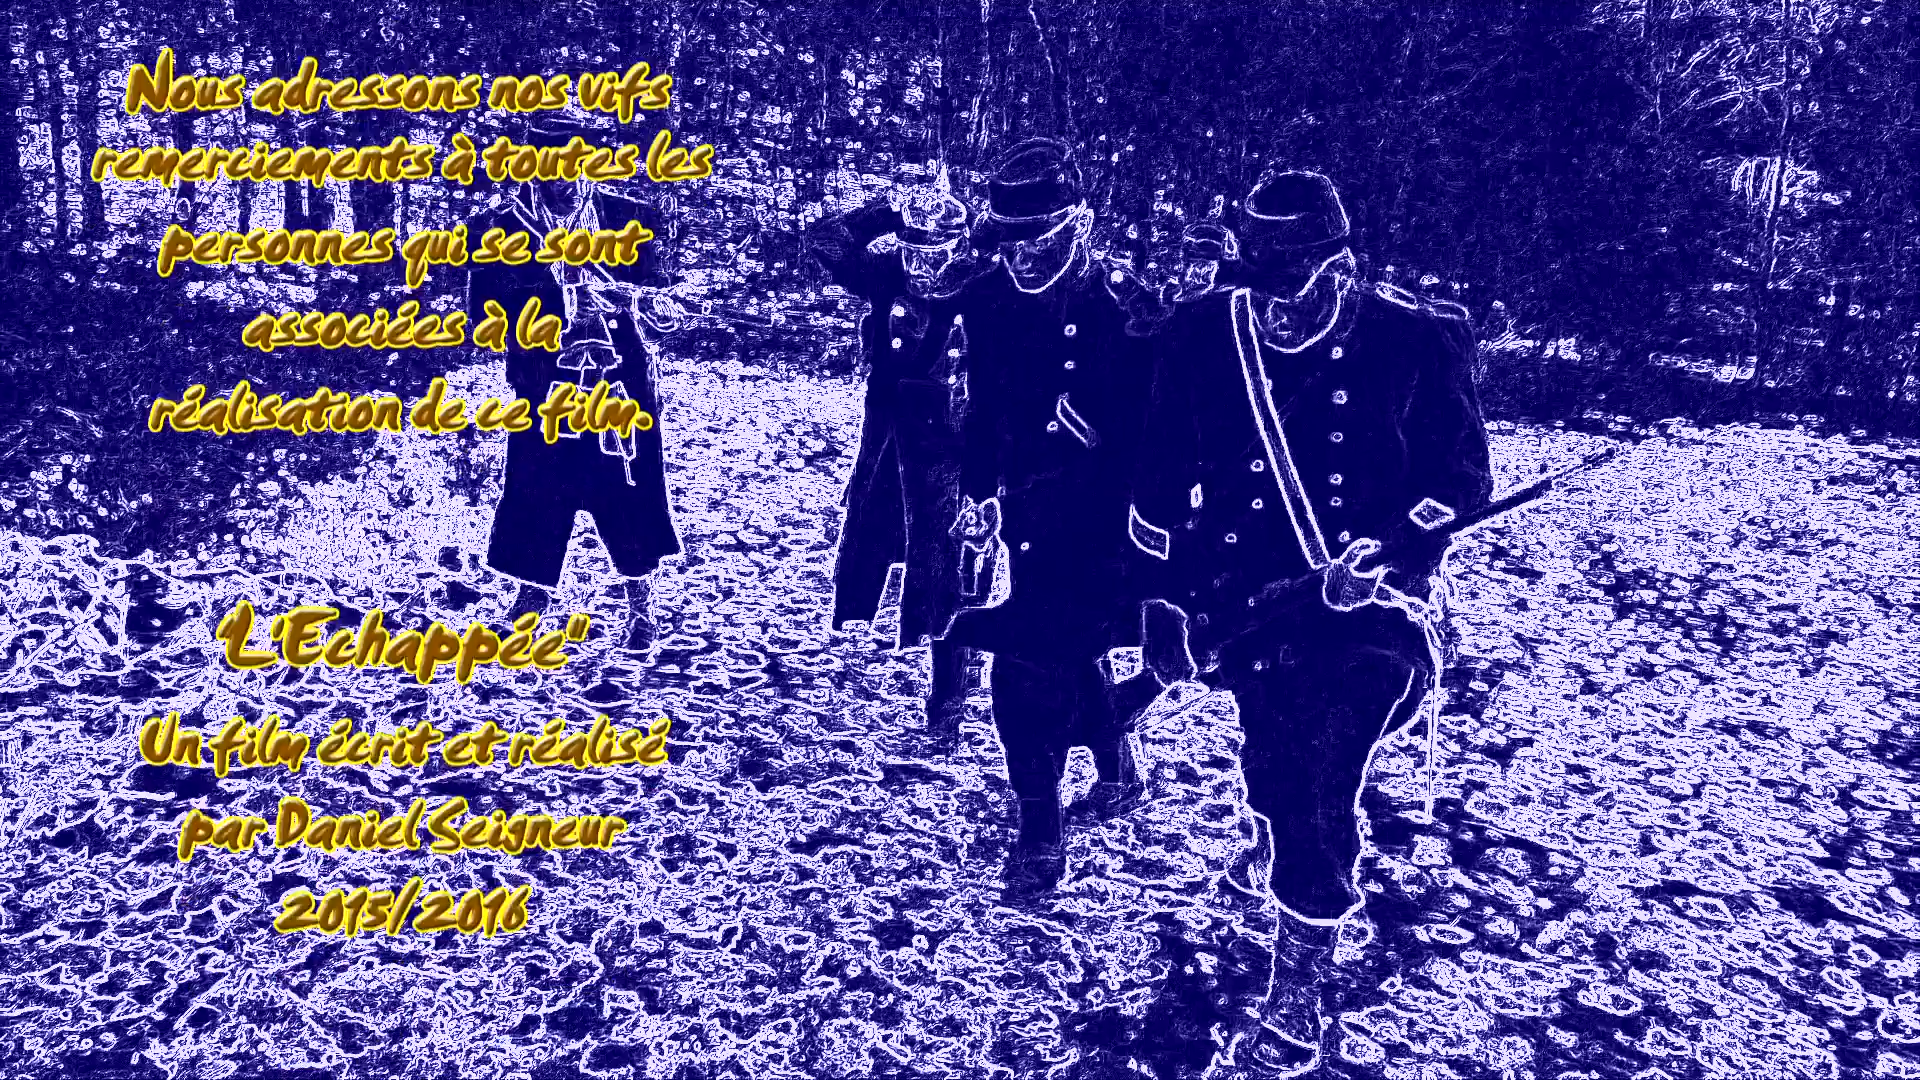 Nous adressons nos vifs
remerciements à toutes les
personnes qui se sont
associées à la
réalisation de ce film.
"L'Echappée"
Un film écrit et réalisé
par Daniel Seigneur
2015/2016